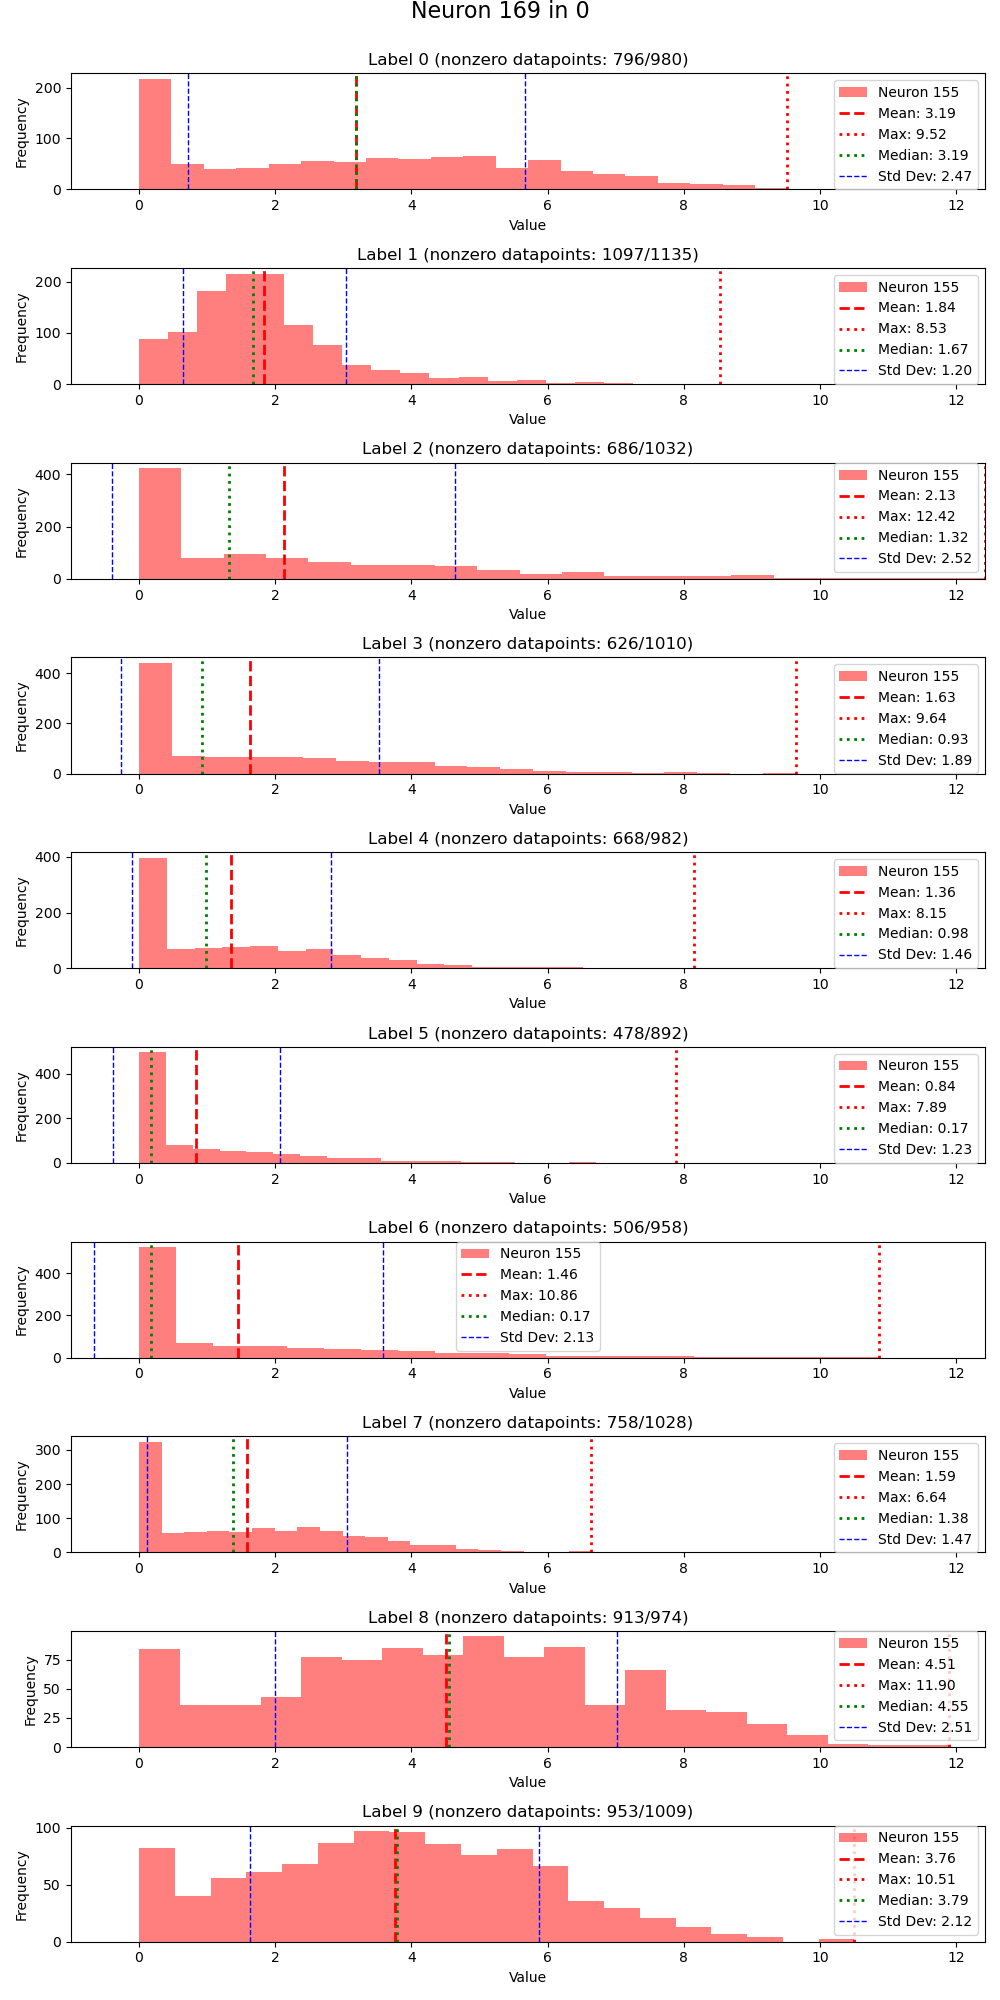 Neuron 169 in 0
Label 0 (nonzero datapoints: 796/980)
Frequency
200
100
0
Neuron 155
Mean: 3.19
Max: 9.52
Median: 3.19
Std Dev: 2.47
0 2 4 6 8 10 12
Value
Label 1 (nonzero datapoints: 1097/1135)
Frequency
200
100
0
Neuron 155
Mean: 1.84
Max: 8.53
Median: 1.67
Std Dev: 1.20
0 2 4 6 8 10 12
Value
Label 2 (nonzero datapoints: 686/1032)
Frequency
400
200
0
Neuron 155
Mean: 2.13
Max: 12.42
Median: 1.32
Std Dev: 2.52
0 2 4 6 8 10 12
Value
Label 3 (nonzero datapoints: 626/1010)
Frequency
400
200
0
Neuron 155
Mean: 1.63
Max: 9.64
Median: 0.93
Std Dev: 1.89
0 2 4 6 8 10 12
Value
Label 4 (nonzero datapoints: 668/982)
Frequency
400
200
0
Neuron 155
Mean: 1.36
Max: 8.15
Median: 0.98
Std Dev: 1.46
0 2 4 6 8 10 12
Value
Label 5 (nonzero datapoints: 478/892)
Frequency
400
200
0
Neuron 155
Mean: 0.84
Max: 7.89
Median: 0.17
Std Dev: 1.23
0 2 4 6 8 10 12
Value
Label 6 (nonzero datapoints: 506/958)
Frequency
400
200
0
Neuron 155
Mean: 1.46
Max: 10.86
Median: 0.17
Std Dev: 2.13
0 2 4 6 8 10 12
Value
Label 7 (nonzero datapoints: 758/1028)
Frequency
300
200
100
0
Neuron 155
Mean: 1.59
Max: 6.64
Median: 1.38
Std Dev: 1.47
0 2 4 6 8 10 12
Value
Label 8 (nonzero datapoints: 913/974)
Frequency
75
50
25
0
Neuron 155
Mean: 4.51
Max: 11.90
Median: 4.55
Std Dev: 2.51
0 2 4 6 8 10 12
Value
Label 9 (nonzero datapoints: 953/1009)
Frequency
100
50
0
Neuron 155
Mean: 3.76
Max: 10.51
Median: 3.79
Std Dev: 2.12
0 2 4 6 8 10 12
Value